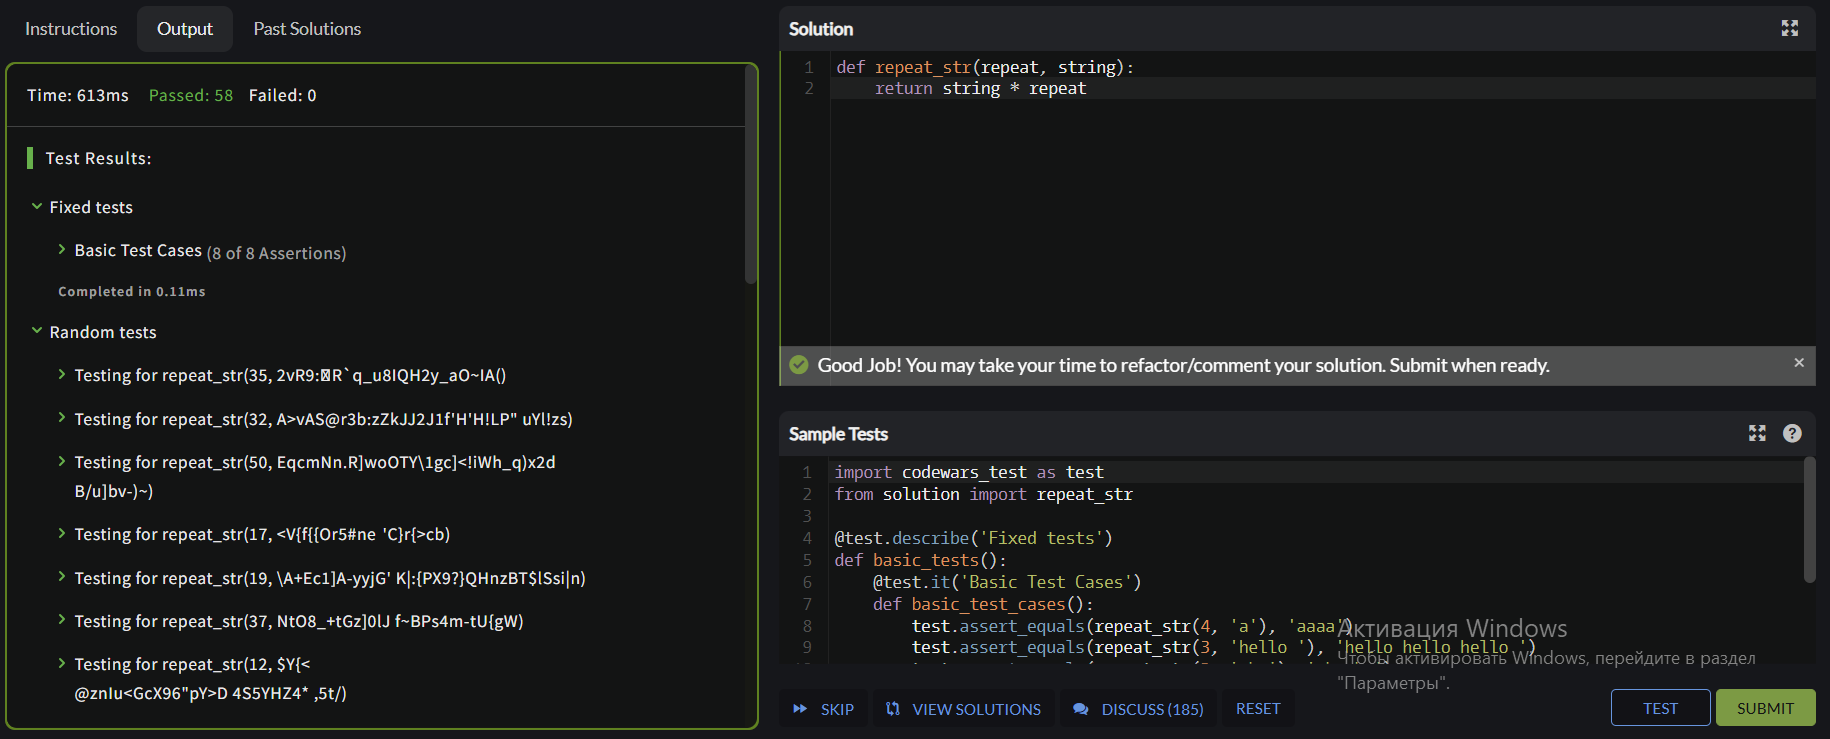 Instructions
Output
Past Solutions
Time: 613ms Passed: 58 Failed: 0
Test Results:
Fixed tests
Basic Test Cases (8 of 8 Assertions)
Completed in 0.11ms
Random tests
Testing for repeat_str(35, 2vR9:R`q_u8IQH2y_aO~IA()
Testing for repeat_str(32, A>vAS@r3b:zZkJJ2J1f'H'H!LP" uYl!zs)
Testing for repeat_str(50, EqcmNn.R]woOTY\1gc]<!iWh_q)x2d
B/u]bv-)~)
Testing for repeat_str(17, <V{f{{Or5#ne 'C}r{>cb)
Testing for repeat_str(19, \A+Ec1]A-yyjG' K|:{PX9?}QHnzBT$lSsi|n)
Testing for repeat_str(37, NtO8_+tGz]0lJ f~BPs4m-tU{gW)
Testing for repeat_str(12, $Y{<
@znIu<GcX96"pY>D 4S5YHZ4* ,5t/)
Solution
1 def repeat_str(repeat, string):
2 return string * repeat
Good Job! You may take your time to refactor/comment your solution. Submit when ready.
Sample Tests
1 import codewars_test as test
2 from solution import repeat_str
3
4 @test.describe('Fixed tests')
5 def basic_tests():
6 @test.it('Basic Test Cases')
7 def basic_test_cases():
8 test.assert_equals(repeat_str(4, 'a'), 'aaaa')
9 test.assert_equals(repeat_str(3, 'hello '), 'hello hello hello ')
Активация Windows
Чтобы активировать Windows, перейдите в раздел
"Параметры".
SKIP
VIEW SOLUTIONS
DISCUSS (185)
RESET
TEST
SUBMIT